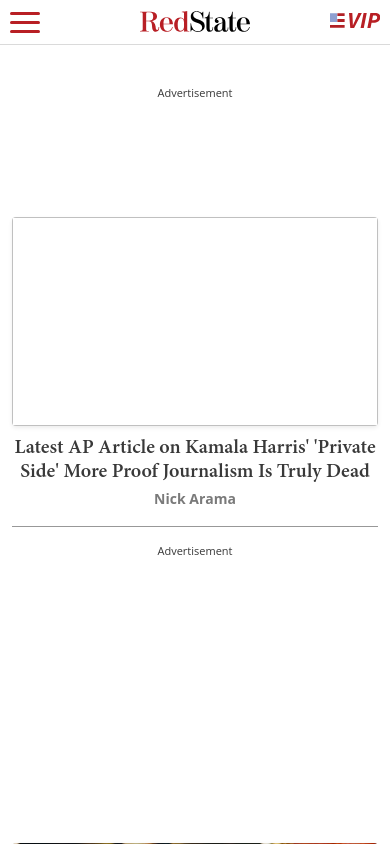 RedState
VIP
Advertisement
Latest AP Article on Kamala Harris' 'Private
Side' More Proof Journalism Is Truly Dead
Nick Arama
Advertisement